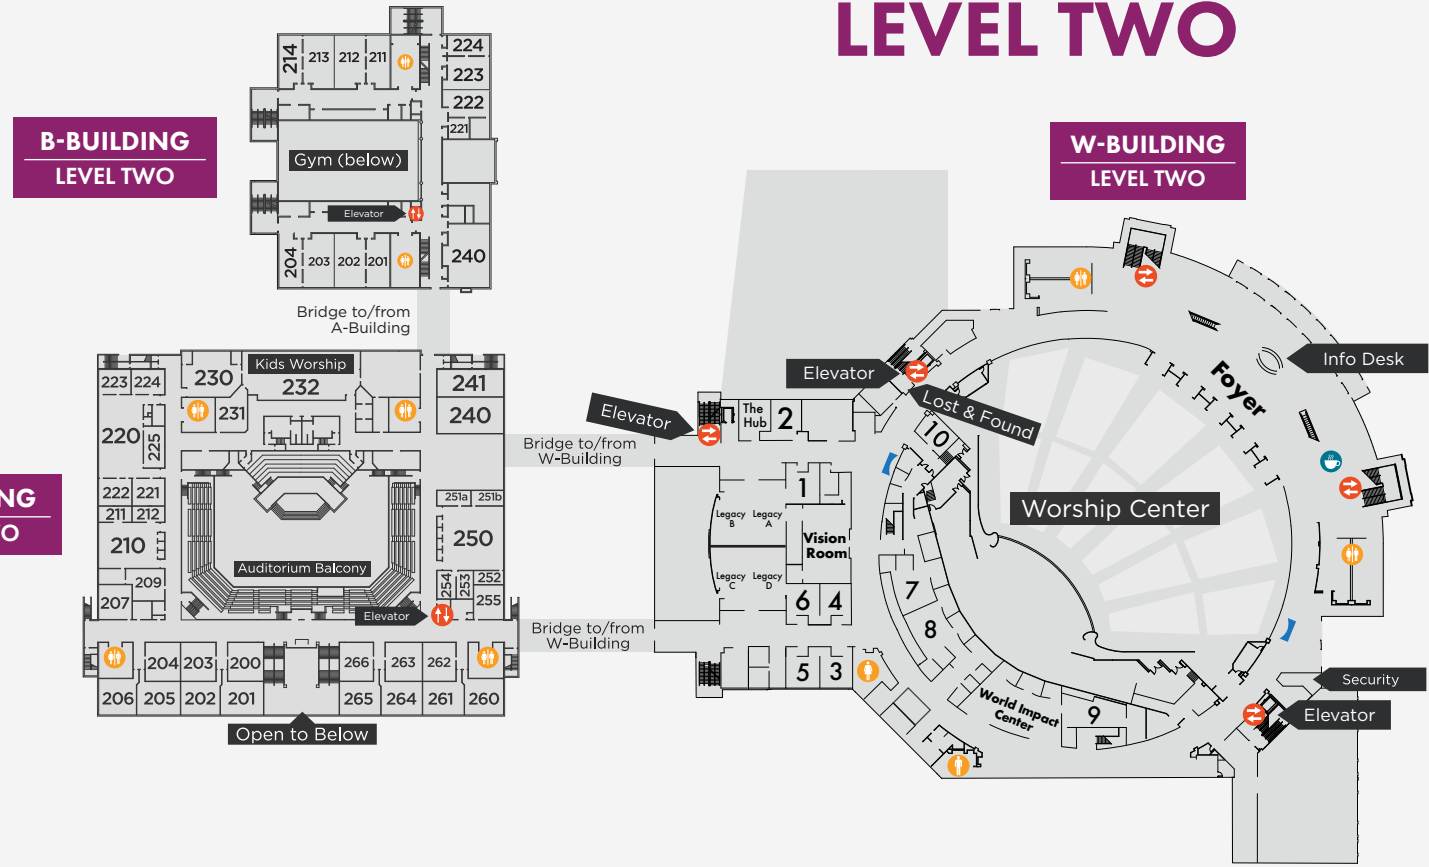 LEVEL TWO
B-BUILDING
LEVEL TWO
214
213
212
211
224
223
222
221
Gym (below)
Elevator
204
203
202
201
240
Bridge to/from
A-Building
W-BUILDING
LEVEL TWO
223
224
230
Kids Worship
232
241
231
240
220
225
222
221
211
212
251a
251b
210
250
209
207
Auditorium Balcony
254
253
252
255
Elevator
204
203
200
266
263
262
206
205
202
201
265
264
261
260
Open to Below
NG
O
Bridge to/from
W-Building
Bridge to/from
W-Building
Elevator
Elevator
Lost & Found
The
Hub
2
10
1
Legacy
B
Legacy
A
Vision
Room
Legacy
C
Legacy
D
6
4
5
3
7
8
World Impact
Center
9
Worship Center
Foyer
Info Desk
Security
Elevator